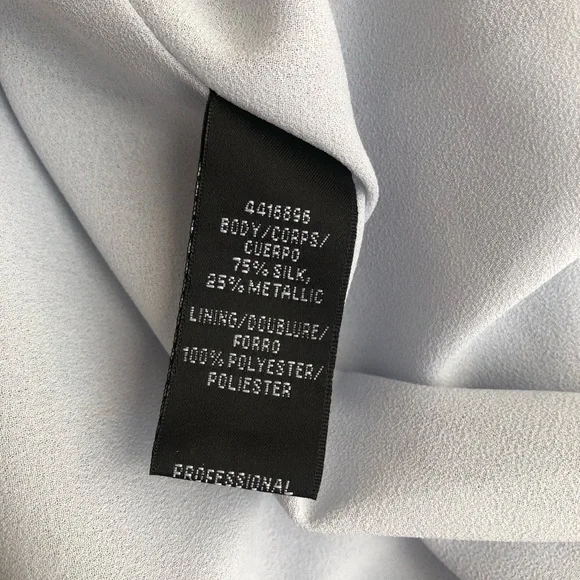 4416896
BODY/CORPS/
CUERPO
75% SILK,
25% METALLIC
LINING/DOUBLURE/
FORRO
100% POLYESTER/
POLIESTER
PROFESSIONAL